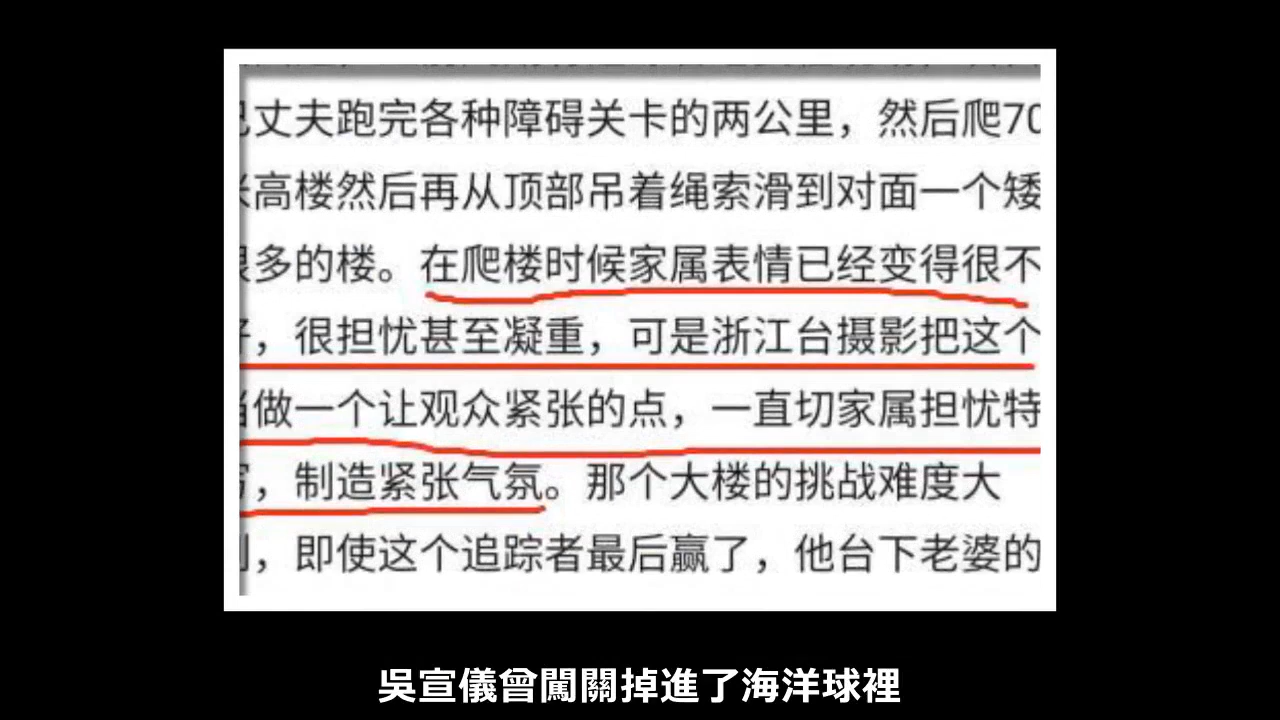 丈夫跑完各种障碍关卡的两公里，然后爬70
高楼然后再从顶部吊着绳索滑到对面一个矮
多的楼。在爬楼时候家属表情已经变得很不
，很担忧甚至凝重，可是浙江台摄影把这个
做一个让观众紧张的点，一直切家属担忧特
，制造紧张气氛。那个大楼的挑战难度大
，即使这个追踪者最后赢了，他台下老婆的
吳宣儀曾闖關掉進了海洋球裡